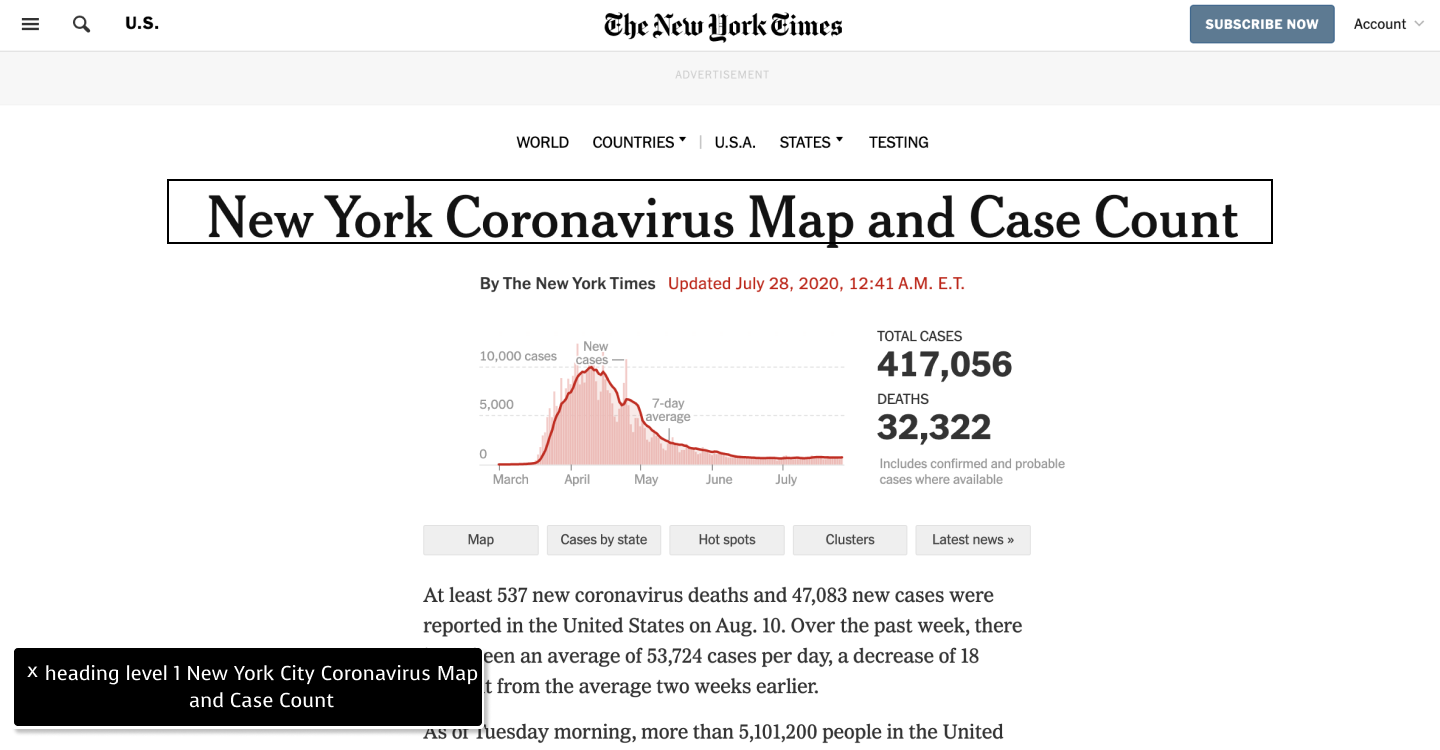 U.S.
The New York Times
SUBSCRIBE NOW
Account
ADVERTISEMENT
WORLD COUNTRIES | U.S.A. STATES TESTING
New York Coronavirus Map and Case Count
By The New York Times Updated July 28, 2020, 12:41 A.M. E.T.
10,000 cases
5,000
0
New
cases
7-day
average
March April May June July
TOTAL CASES
417,056
DEATHS
32,322
Includes confirmed and probable
cases where available
Map Cases by state Hot spots Clusters Latest news »
At least 537 new coronavirus deaths and 47,083 new cases were
reported in the United States on Aug. 10. Over the past week, there
een an average of 53,724 cases per day, a decrease of 18
t from the average two weeks earlier.
As of Tuesday morning, more than 5,101,200 people in the United
x heading level 1 New York City Coronavirus Map
and Case Count